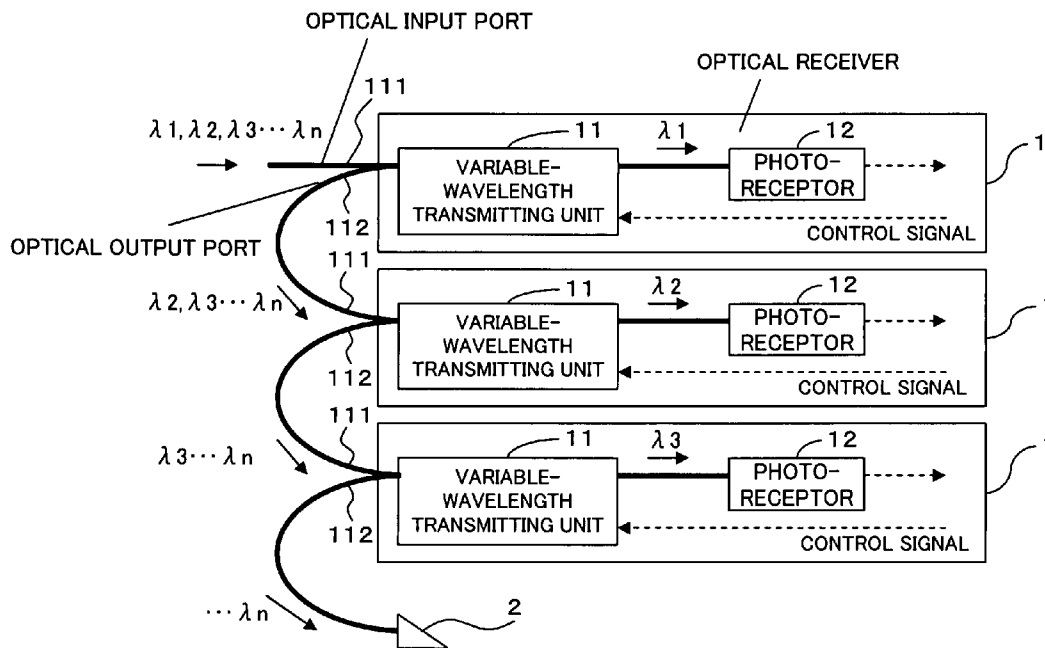 OPTICAL INPUT PORT
OPTICAL RECEIVER
111
λ1, λ2, λ3··· λn
11
λ1
12
1
VARIABLE-
WAVELENGTH
TRANSMITTING UNIT
PHOTO-
RECEPTOR
112
OPTICAL OUTPUT PORT
CONTROL SIGNAL
111
λ2, λ3··· λn
11
λ2
12
VARIABLE-
WAVELENGTH
TRANSMITTING UNIT
PHOTO-
RECEPTOR
112
CONTROL SIGNAL
111
λ3··· λn
11
λ3
12
VARIABLE-
WAVELENGTH
TRANSMITTING UNIT
PHOTO-
RECEPTOR
112
CONTROL SIGNAL
··· λn
2